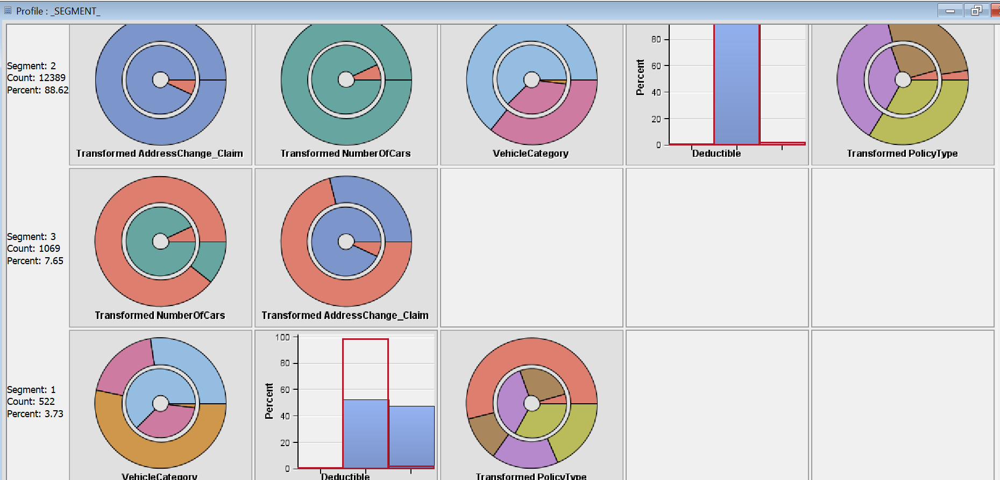 Profile : _SEGMENT_
Segment: 2
Count: 12389
Percent: 88.62
Transformed AddressChange_Claim
Transformed NumberOfCars
VehicleCategory
Percent
80
60
40
20
0
Deductible
Transformed PolicyType
Segment: 3
Count: 1069
Percent: 7.65
Transformed NumberOfCars
Transformed AddressChange_Claim
Segment: 1
Count: 522
Percent: 3.73
VehicleCategory
Percent
100
80
60
40
20
0
Deductible
Transformed PolicyType